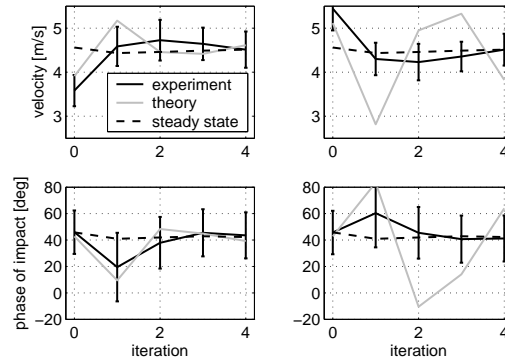 5
4
3
velocity [m/s]
experiment
theory
steady state
0 2 4
5
4
3
0 2 4
80
60
40
20
0
−20
phase of impact [deg]
0 2 4
iteration
80
60
40
20
0
−20
0 2 4
iteration